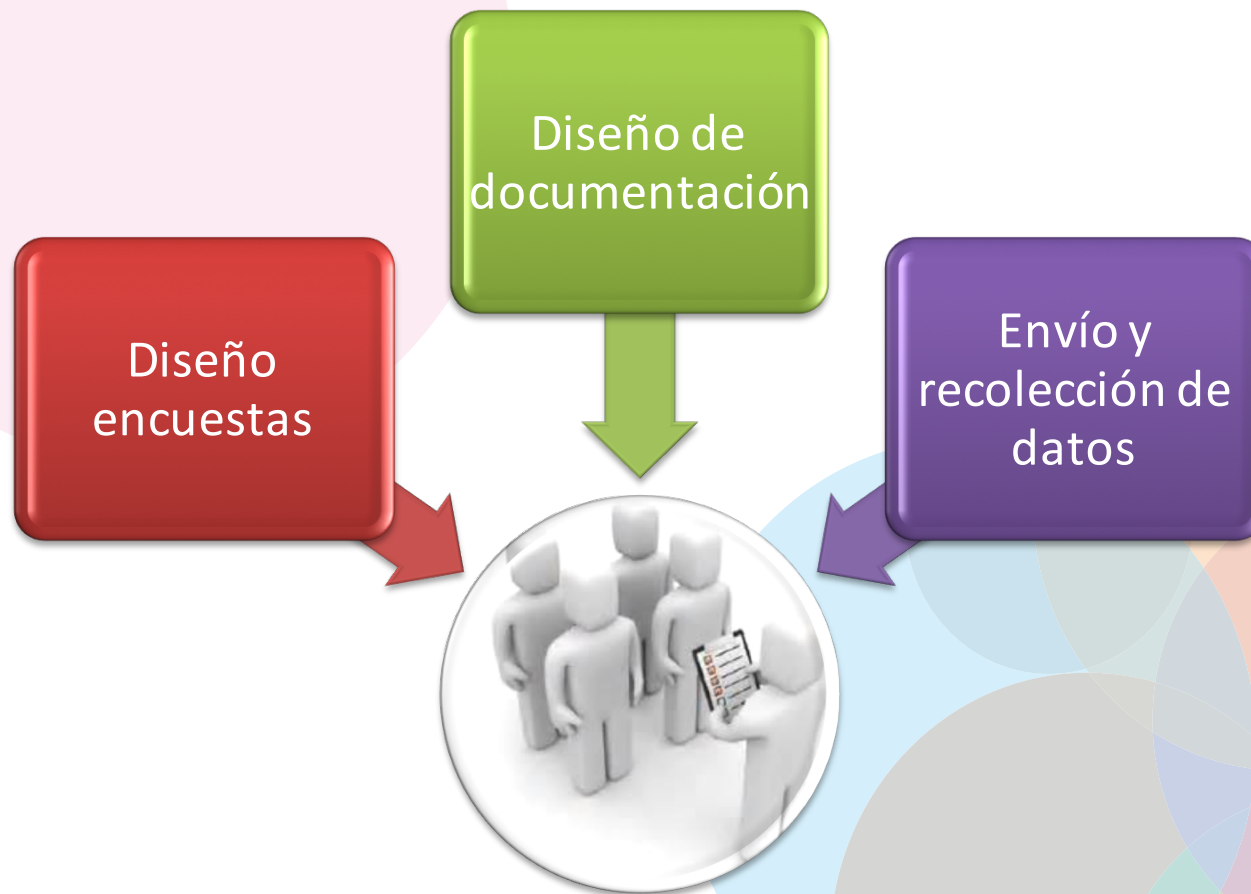 Diseño de
documentación
Diseño
encuestas
Envío y
recolección de
datos